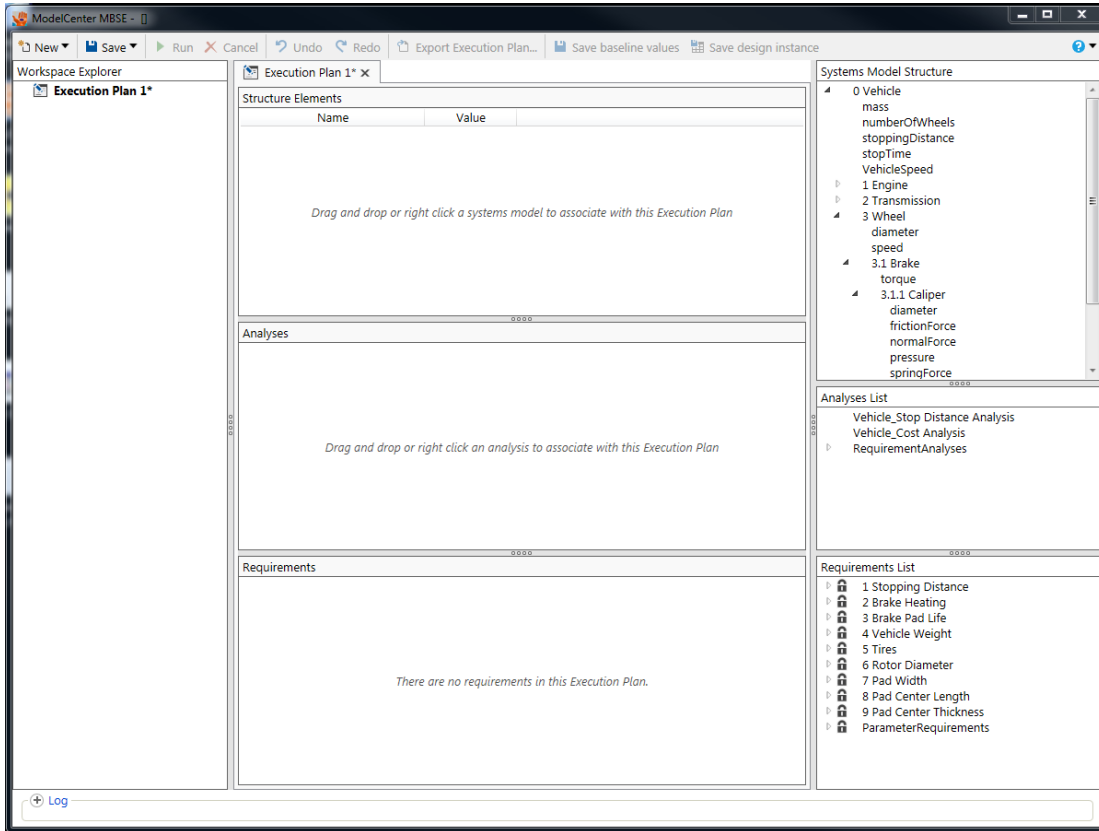 ModelCenter MBSE - []
New Save Run Cancel Undo Redo Export Execution Plan... Save baseline values Save design instance
Workspace Explorer
Execution Plan 1*
Execution Plan 1*
Structure Elements
Name Value
Drag and drop or right click a systems model to associate with this Execution Plan
Analyses
Drag and drop or right click an analysis to associate with this Execution Plan
Requirements
There are no requirements in this Execution Plan.
Systems Model Structure
0 Vehicle
mass
numberOfWheels
stoppingDistance
stopTime
VehicleSpeed
1 Engine
2 Transmission
3 Wheel
diameter
speed
3.1 Brake
torque
3.1.1 Caliper
diameter
frictionForce
normalForce
pressure
springForce
Analyses List
Vehicle_Stop Distance Analysis
Vehicle_Cost Analysis
RequirementAnalyses
Requirements List
1 Stopping Distance
2 Brake Heating
3 Brake Pad Life
4 Vehicle Weight
5 Tires
6 Rotor Diameter
7 Pad Width
8 Pad Center Length
9 Pad Center Thickness
ParameterRequirements
Log